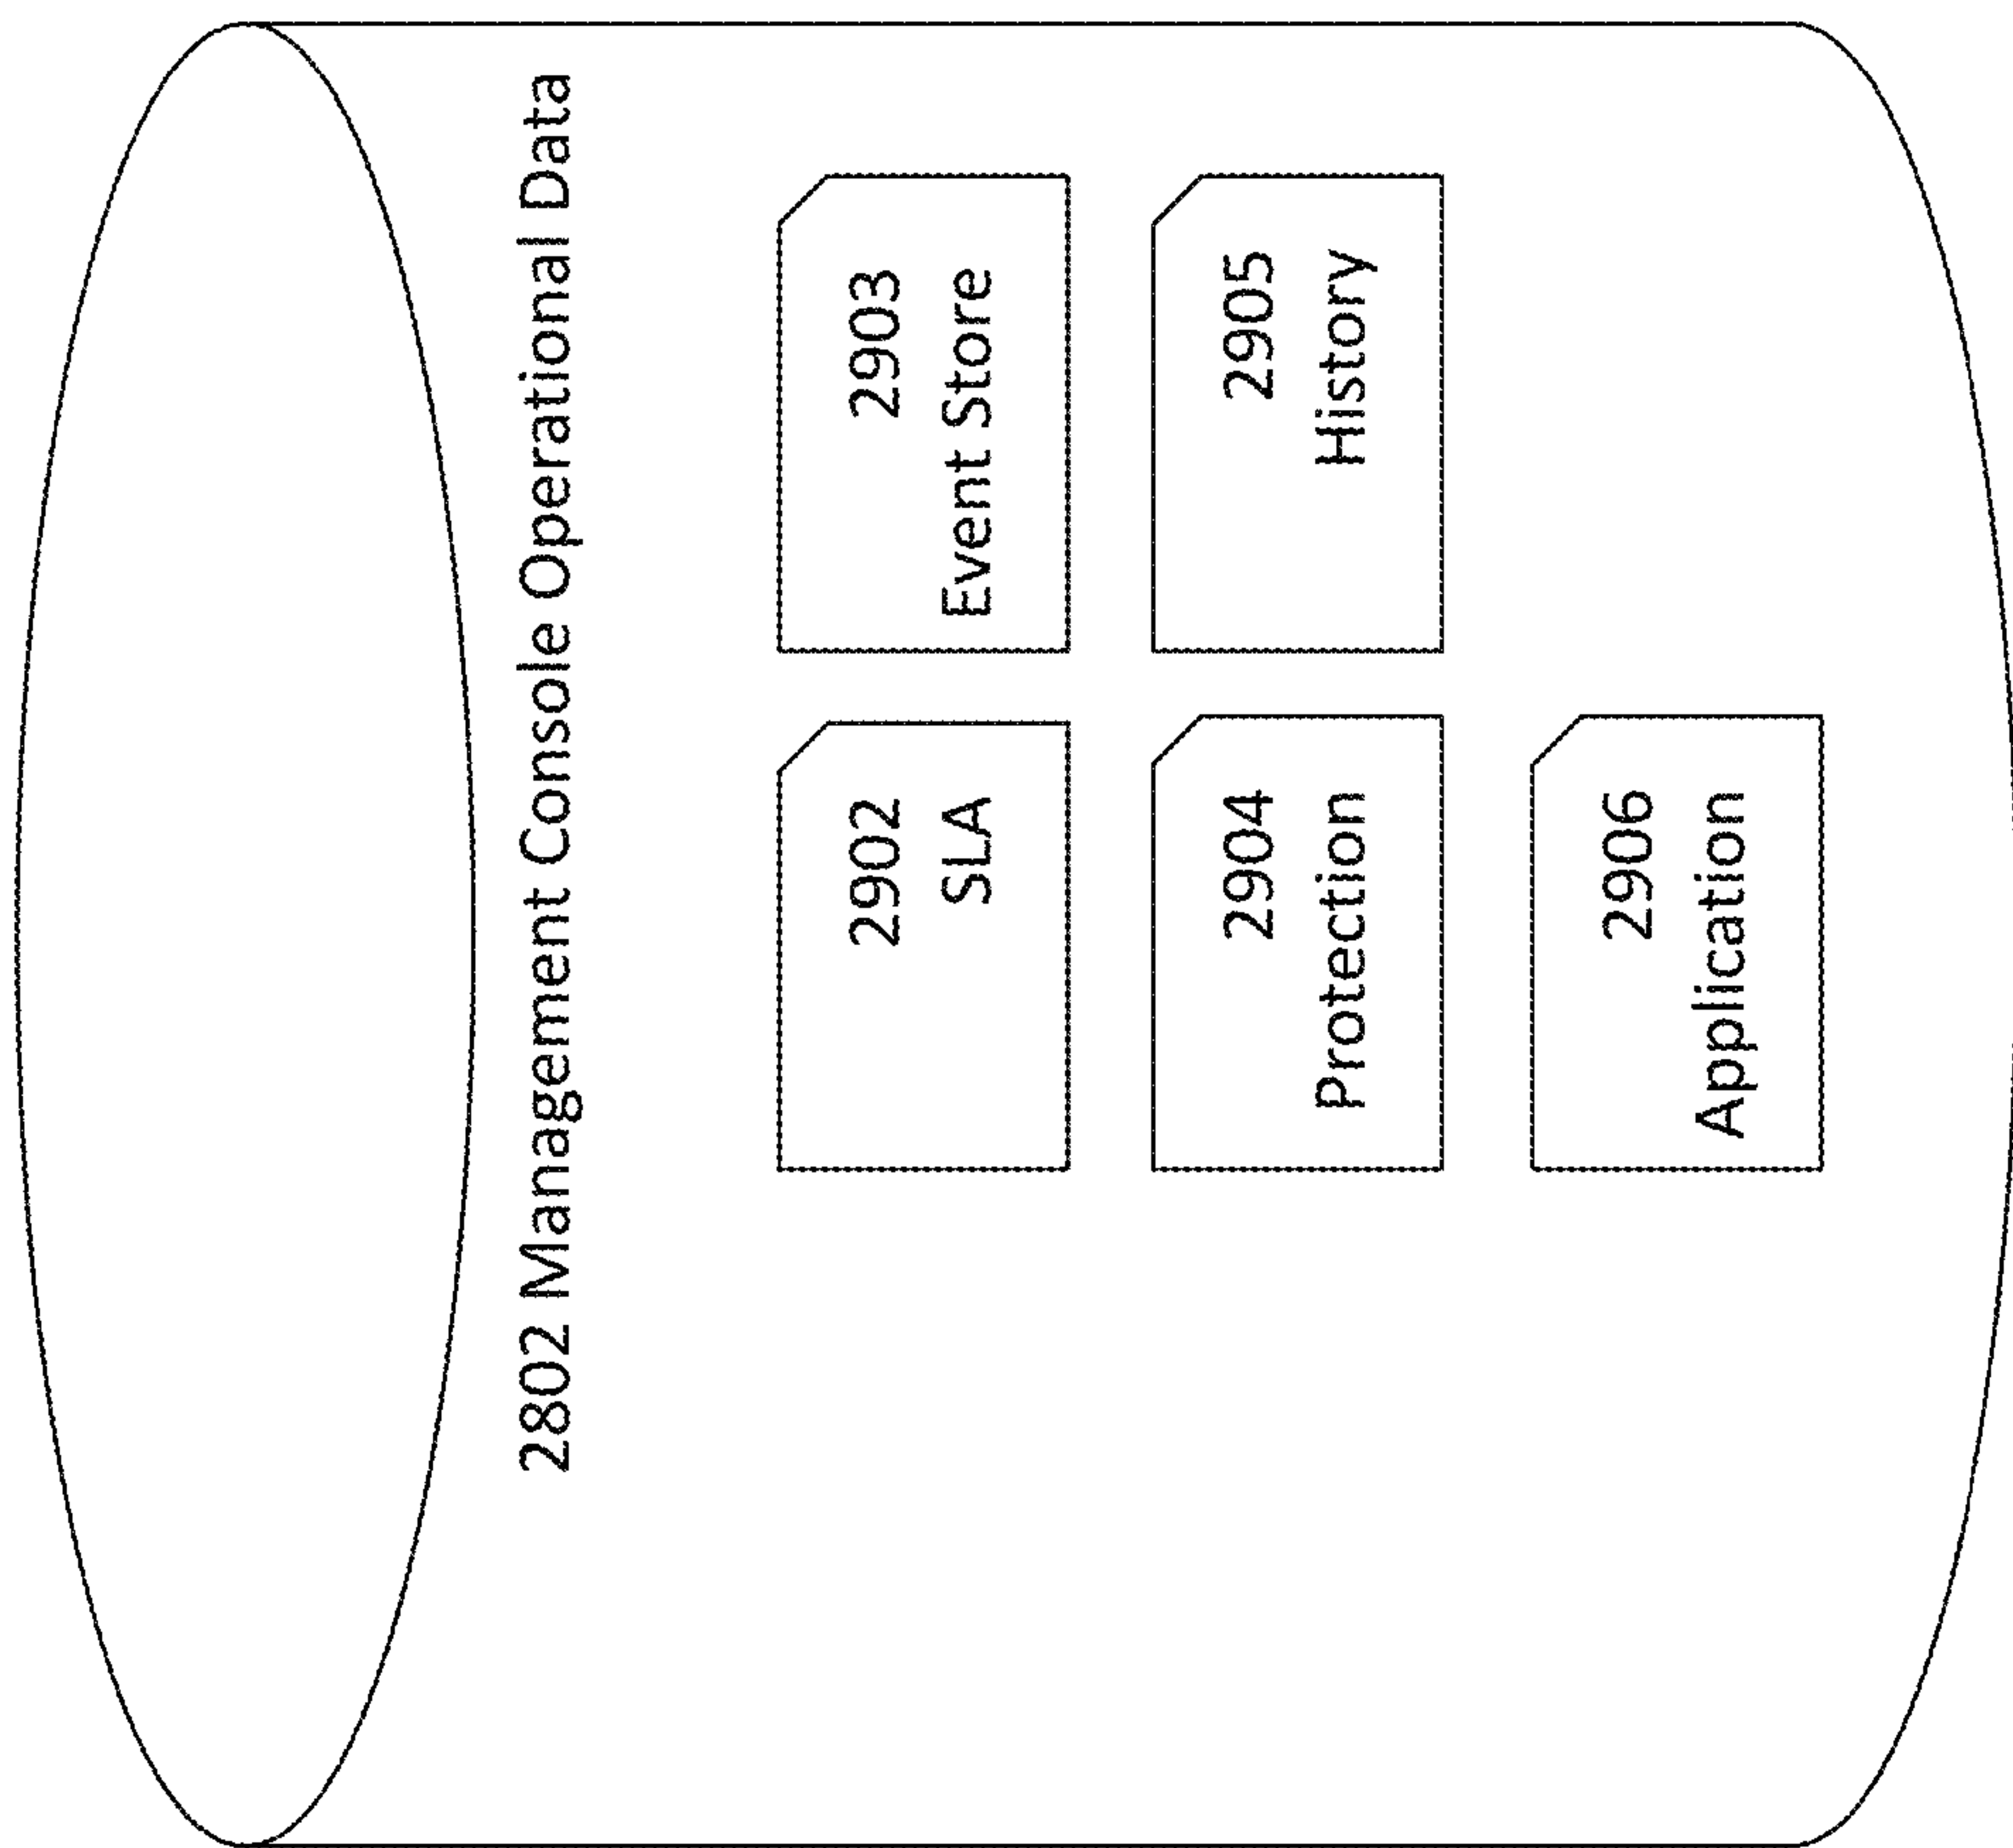 2802 Management Console Operational Data
2902
SLA
2903
Event Store
2904
Protection
2905
History
2906
Application